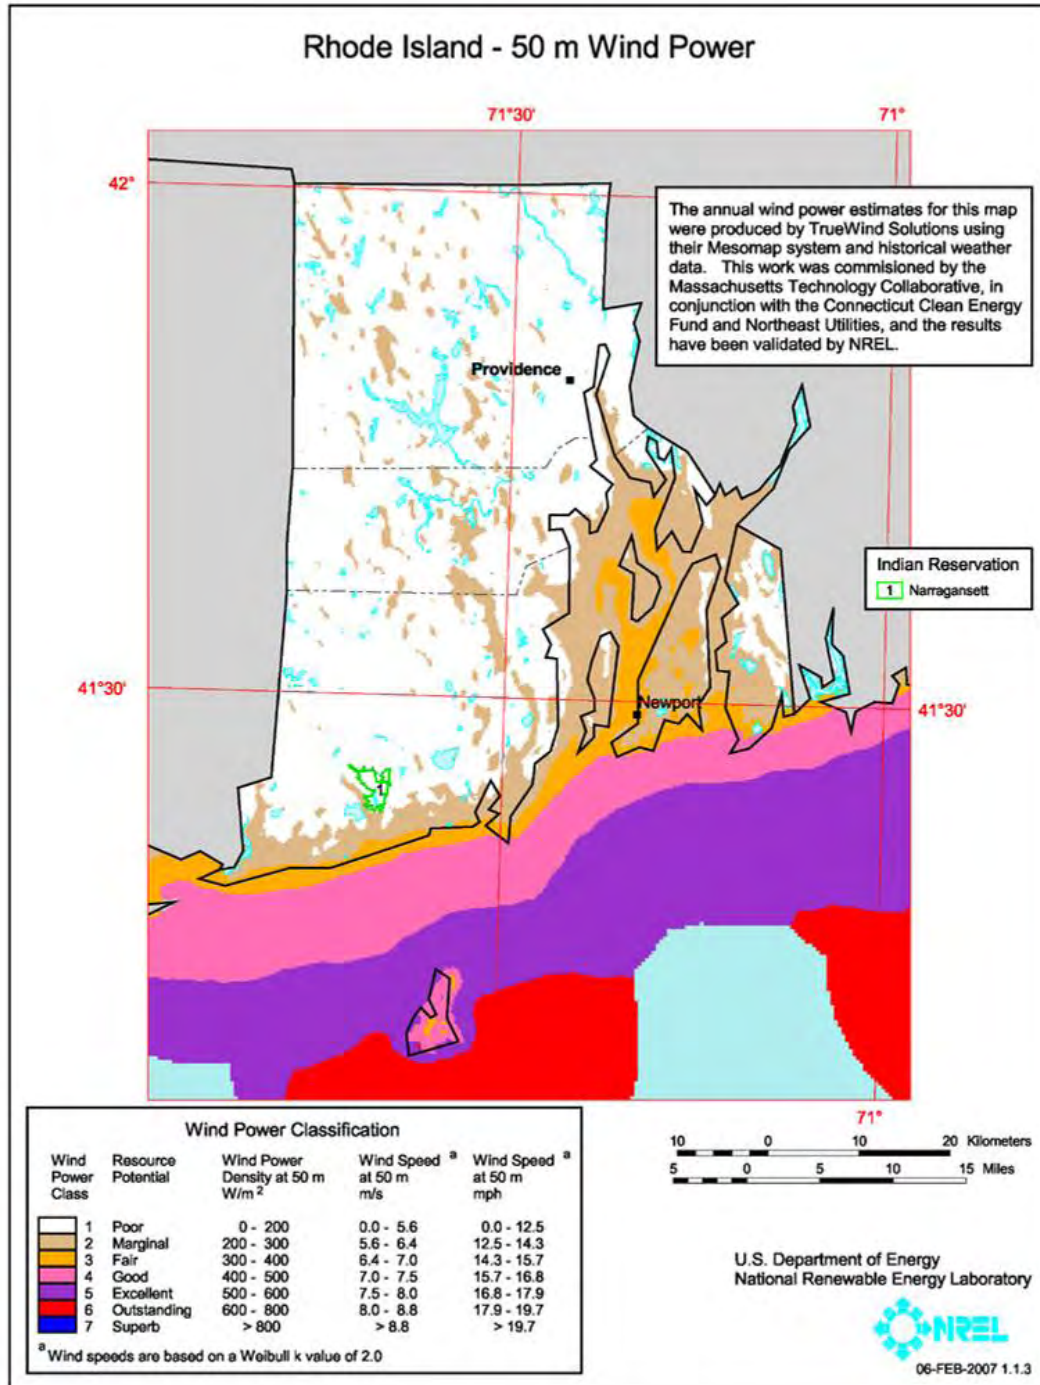 Rhode Island - 50 m Wind Power
71°30'
71°
42°
The annual wind power estimates for this map
were produced by TrueWind Solutions using
their Mesomap system and historical weather
data. This work was commisioned by the
Massachusetts Technology Collaborative, in
conjunction with the Connecticut Clean Energy
Fund and Northeast Utilities, and the results
have been validated by NREL.
Providence
Indian Reservation
1 Narragansett
41°30'
Newport
41°30'
1
71°
Wind Power Classification
Wind Power Class Resource Potential Wind Power Density at 50 m W/m 2 Wind Speed a at 50 m m/s Wind Speed a at 50 m mph
1 Poor 0 - 200 0.0 - 5.6 0.0 - 12.5
2 Marginal 200 - 300 5.6 - 6.4 12.5 - 14.3
3 Fair 300 - 400 6.4 - 7.0 14.3 - 15.7
4 Good 400 - 500 7.0 - 7.5 15.7 - 16.8
5 Excellent 500 - 600 7.5 - 8.0 16.8 - 17.9
6 Outstanding 600 - 800 8.0 - 8.8 17.9 - 19.7
7 Superb > 800 > 8.8 > 19.7
a Wind speeds are based on a Weibull k value of 2.0
10 0 10 20 Kilometers
5 0 5 10 15 Miles
U.S. Department of Energy
National Renewable Energy Laboratory
NREL
06-FEB-2007 1.1.3